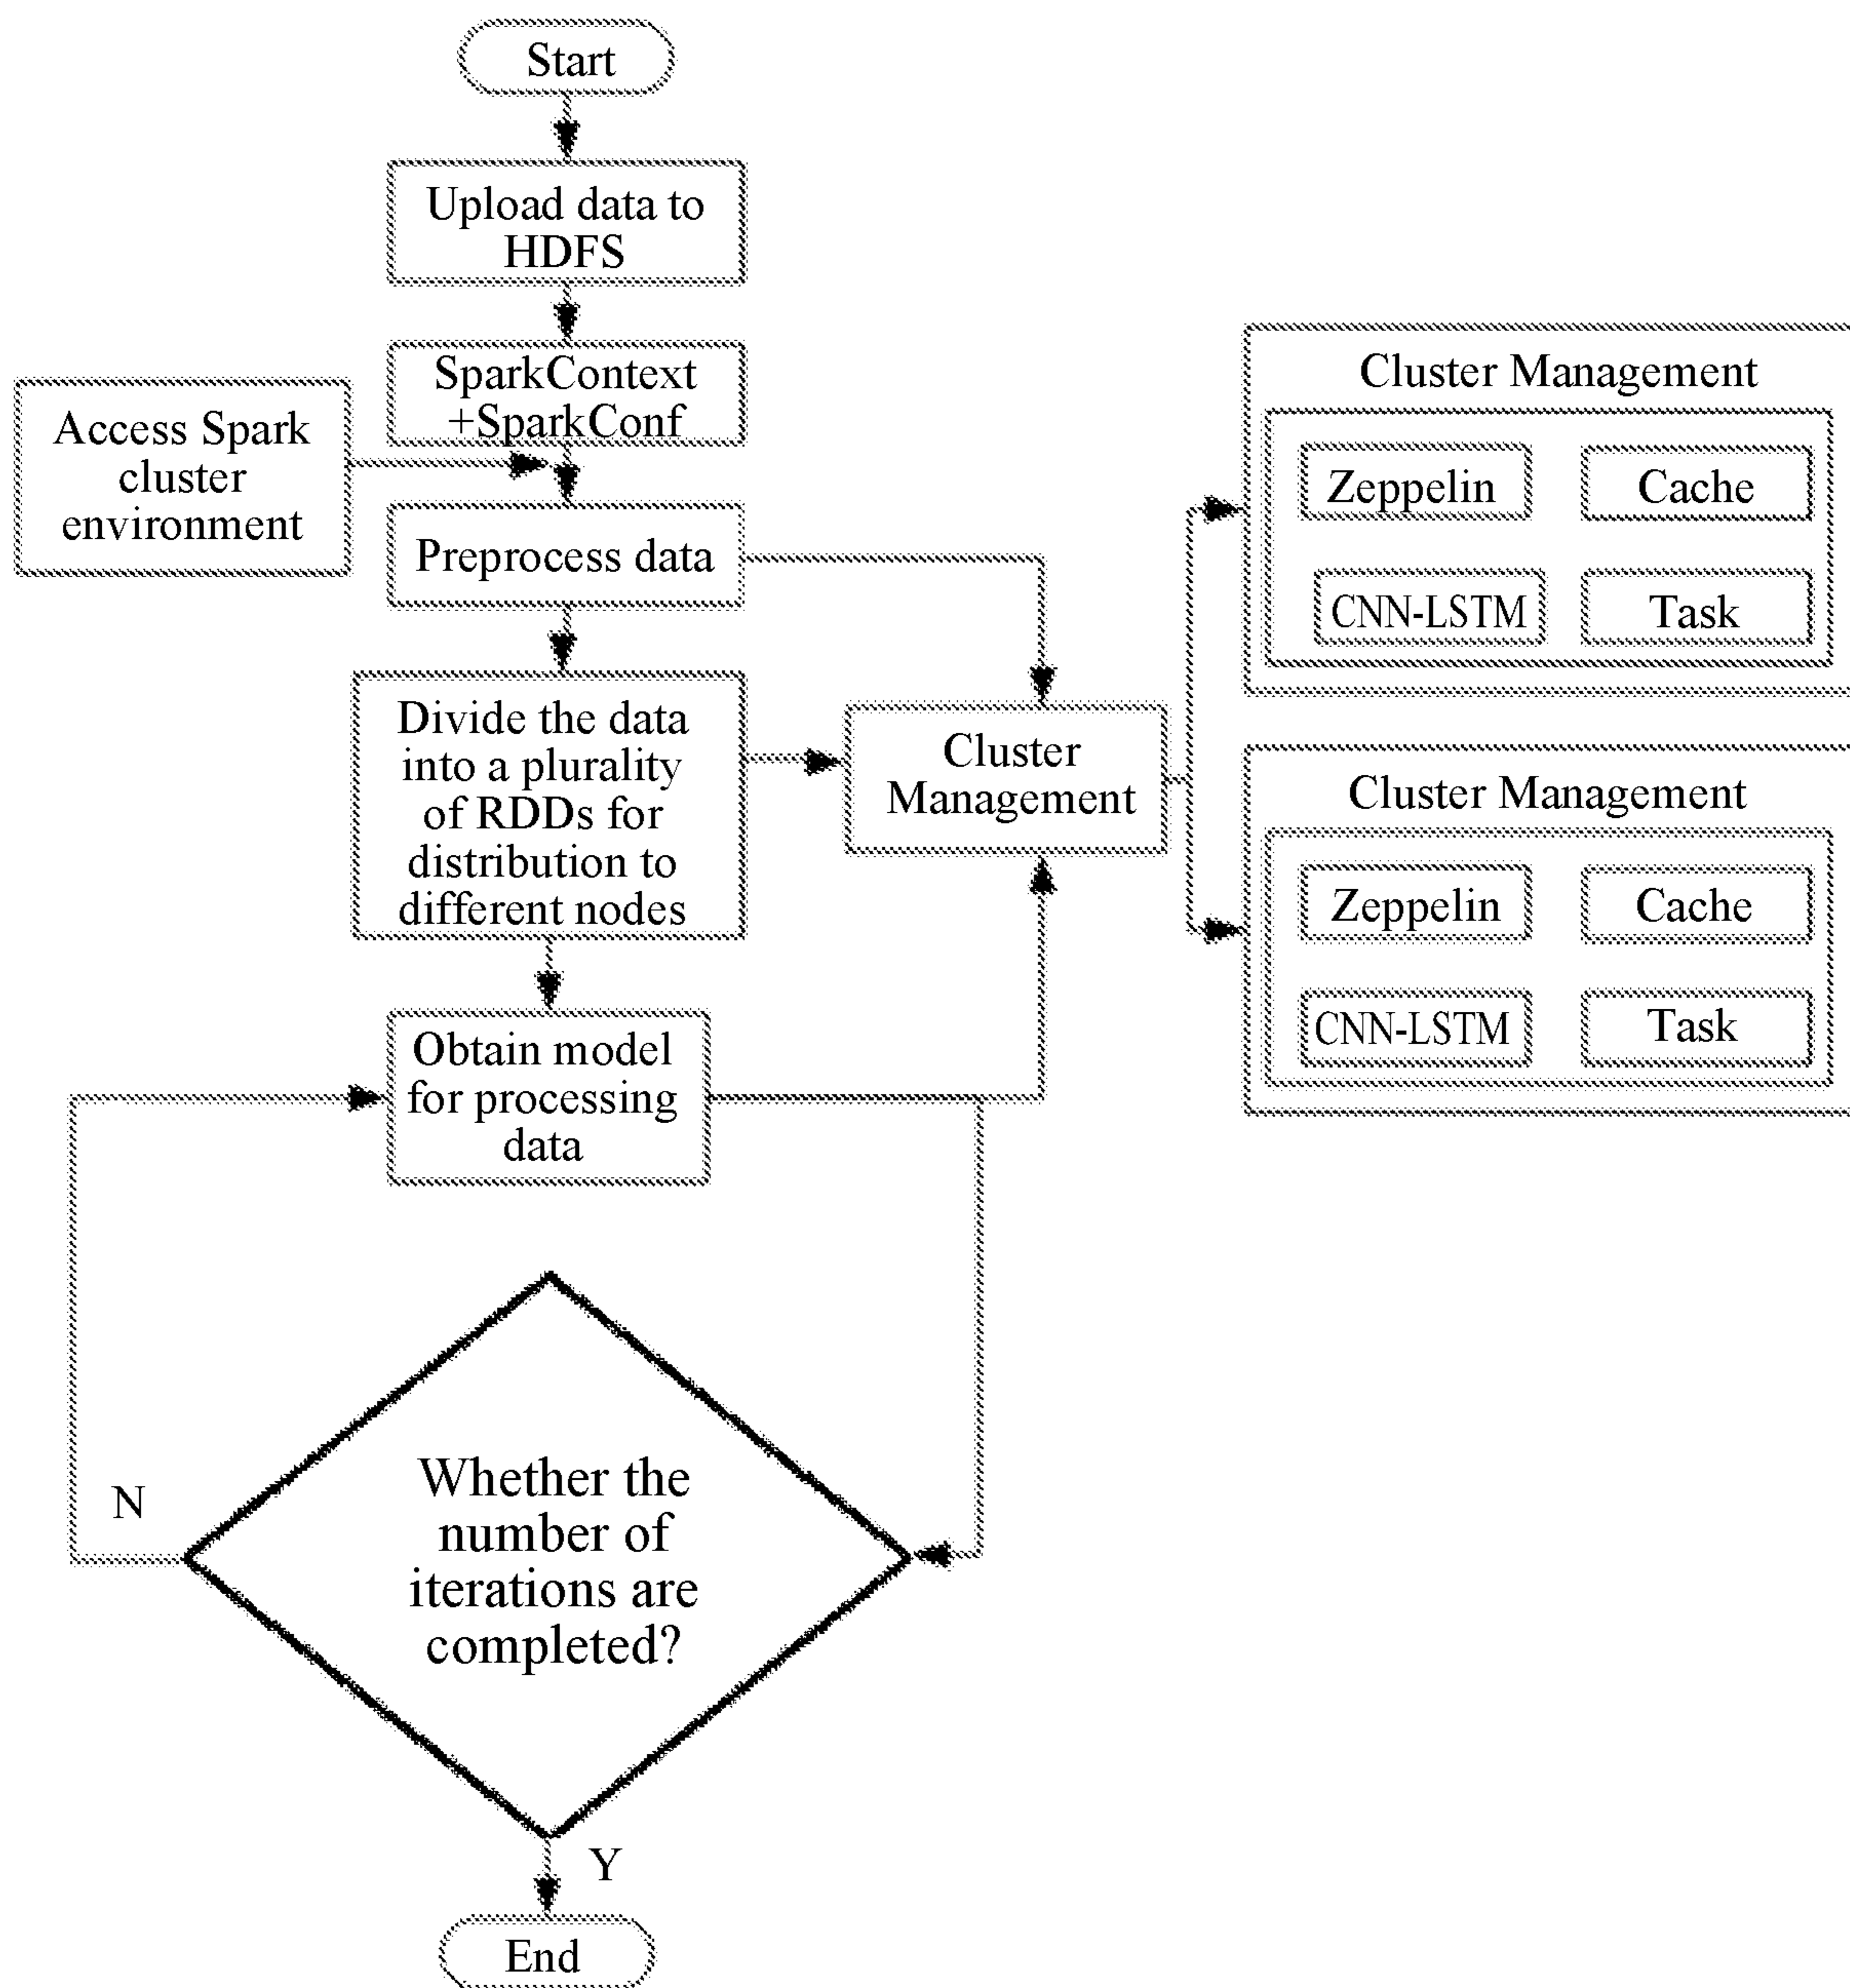 Start
Upload data to
HDFS
SparkContext
+SparkConf
Access Spark
cluster
environment
Preprocess data
Divide the data
into a plurality
of RDDs for
distribution to
different nodes
Cluster
Management
Cluster Management
Zeppelin
Cache
CNN-LSTM
Task
Cluster Management
Zeppelin
Cache
CNN-LSTM
Task
Obtain model
for processing
data
Whether the
number of
iterations are
completed?
N
Y
End